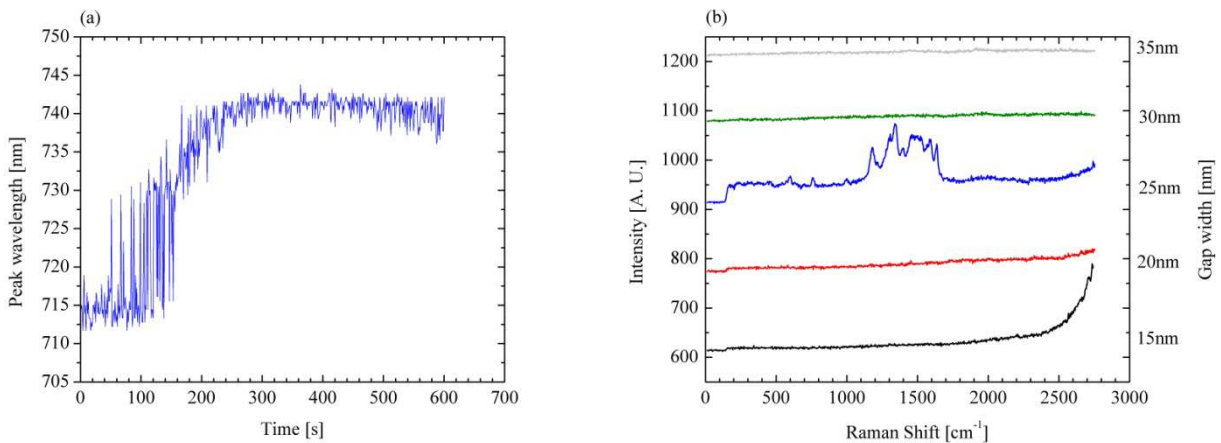 (a)
750
745
740
735
730
725
720
715
712
705
Peak wavelength [nm]
0 100 200 300 400 500 600 700
Time [s]
(b)
1200
1100
1000
900
800
700
600
Intensity [A. U.]
0 500 1000 1500 2000 2500 3000
Raman Shift [cm⁻¹]
35nm
30nm
25nm
20nm
15nm
Gap width [nm]